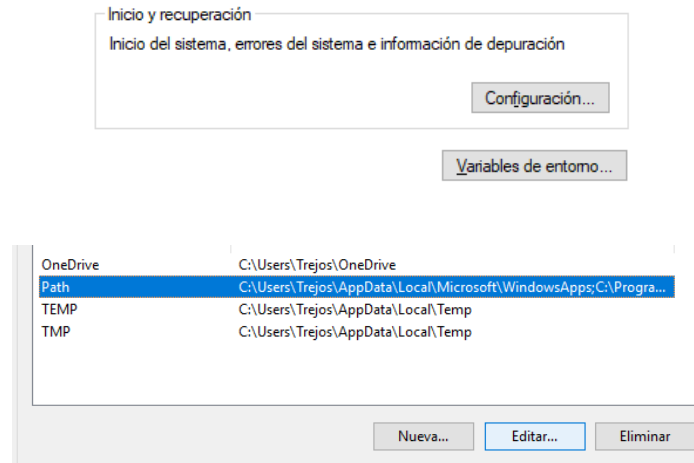 Inicio y recuperación
Inicio del sistema, errores del sistema e información de depuración
Configuración...
Variables de entorno...
OneDrive C:\Users\Trejos\OneDrive
Path C:\Users\Trejos\AppData\Local\Microsoft\WindowsApps;C:\Progra...
TEMP C:\Users\Trejos\AppData\Local\Temp
TMP C:\Users\Trejos\AppData\Local\Temp
Nueva... Editar... Eliminar